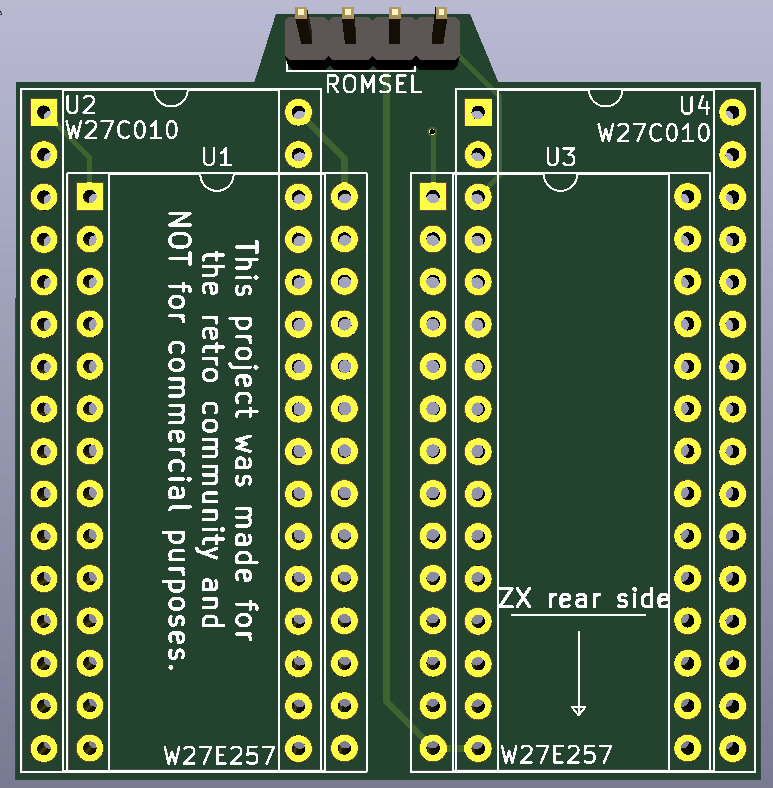 ROMSEL
U2
W27C010
U1
U4
W27C010
U3
This project was made for
the retro community and
NOT for commercial purposes.
ZX rear side
W27E257
W27E257